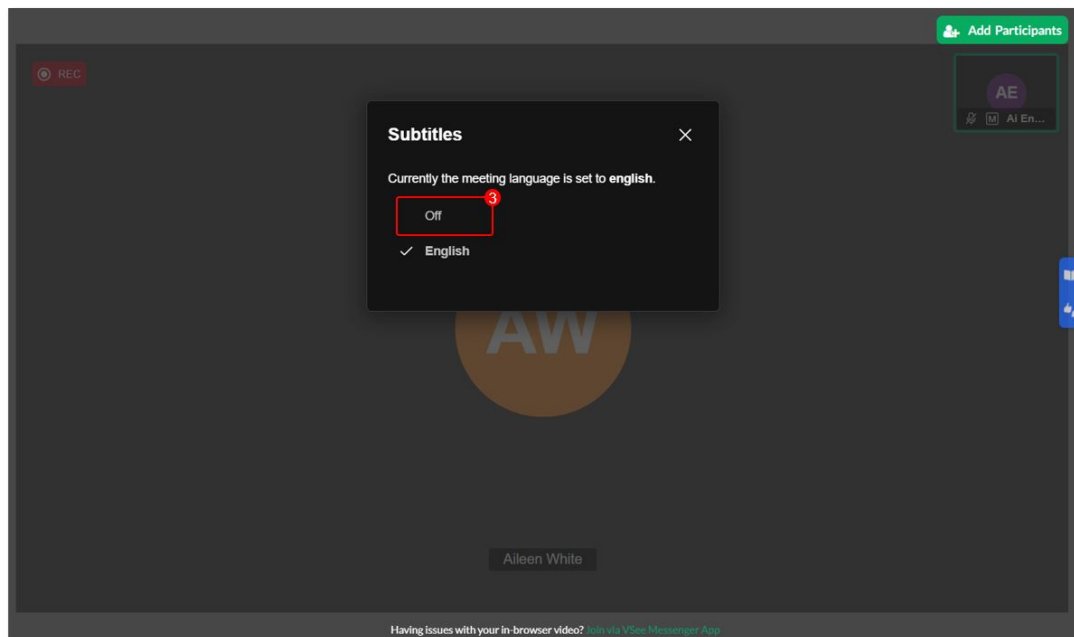 Add Participants
REC
AE
M Ai En...
Subtitles
Currently the meeting language is set to english.
3
Off
English
AW
Aileen White
Having issues with your in-browser video? Join via VSee Messenger App